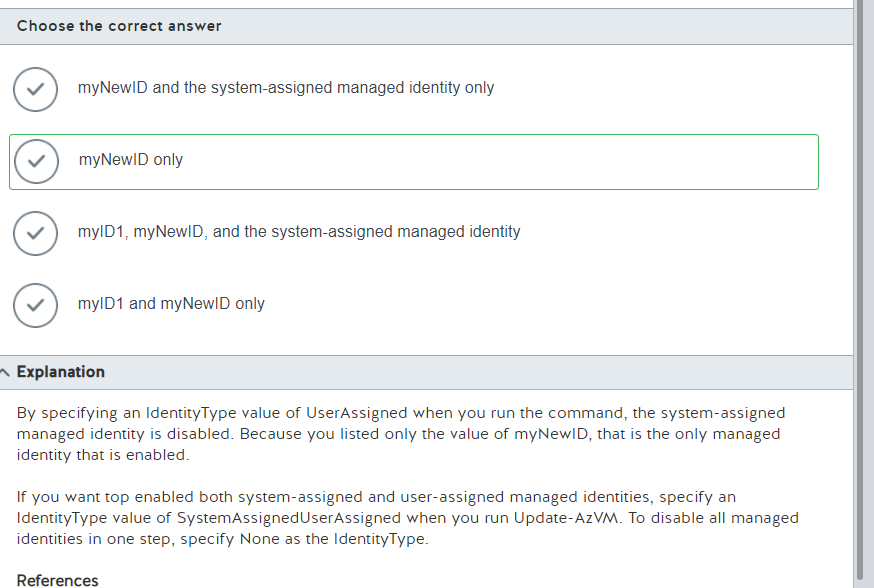 Choose the correct answer
myNewID and the system-assigned managed identity only
myNewID only
myID1, myNewID, and the system-assigned managed identity
myID1 and myNewID only
Explanation
By specifying an IdentityType value of UserAssigned when you run the command, the system-assigned
managed identity is disabled. Because you listed only the value of myNewID, that is the only managed
identity that is enabled.
If you want top enabled both system-assigned and user-assigned managed identities, specify an
IdentityType value of SystemAssignedUserAssigned when you run Update-AzVM. To disable all managed
identities in one step, specify None as the IdentityType.
References